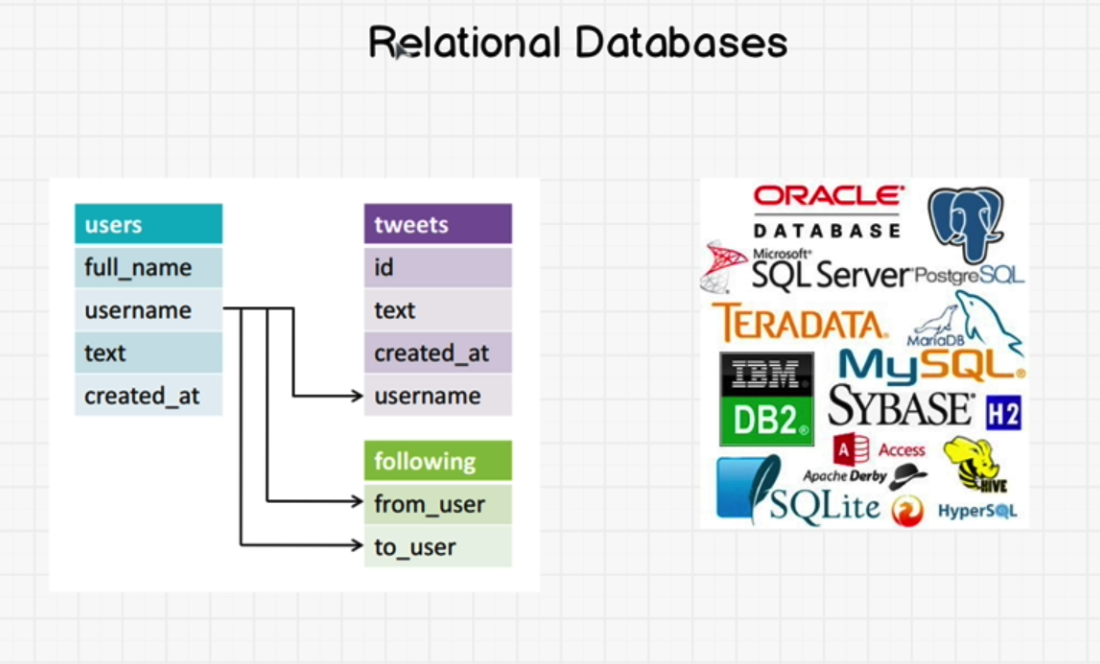 Relational Databases
users
full_name
username
text
created_at
tweets
id
text
created_at
username
following
from_user
to_user
ORACLE
DATABASE
Microsoft
SQL Server
PostgreSQL
TERADATA
MariaDB
MySQL
IBM
DB2
SYBASE
H2
A Access
Apache Derby
HIVE
SQLite
HyperSQL